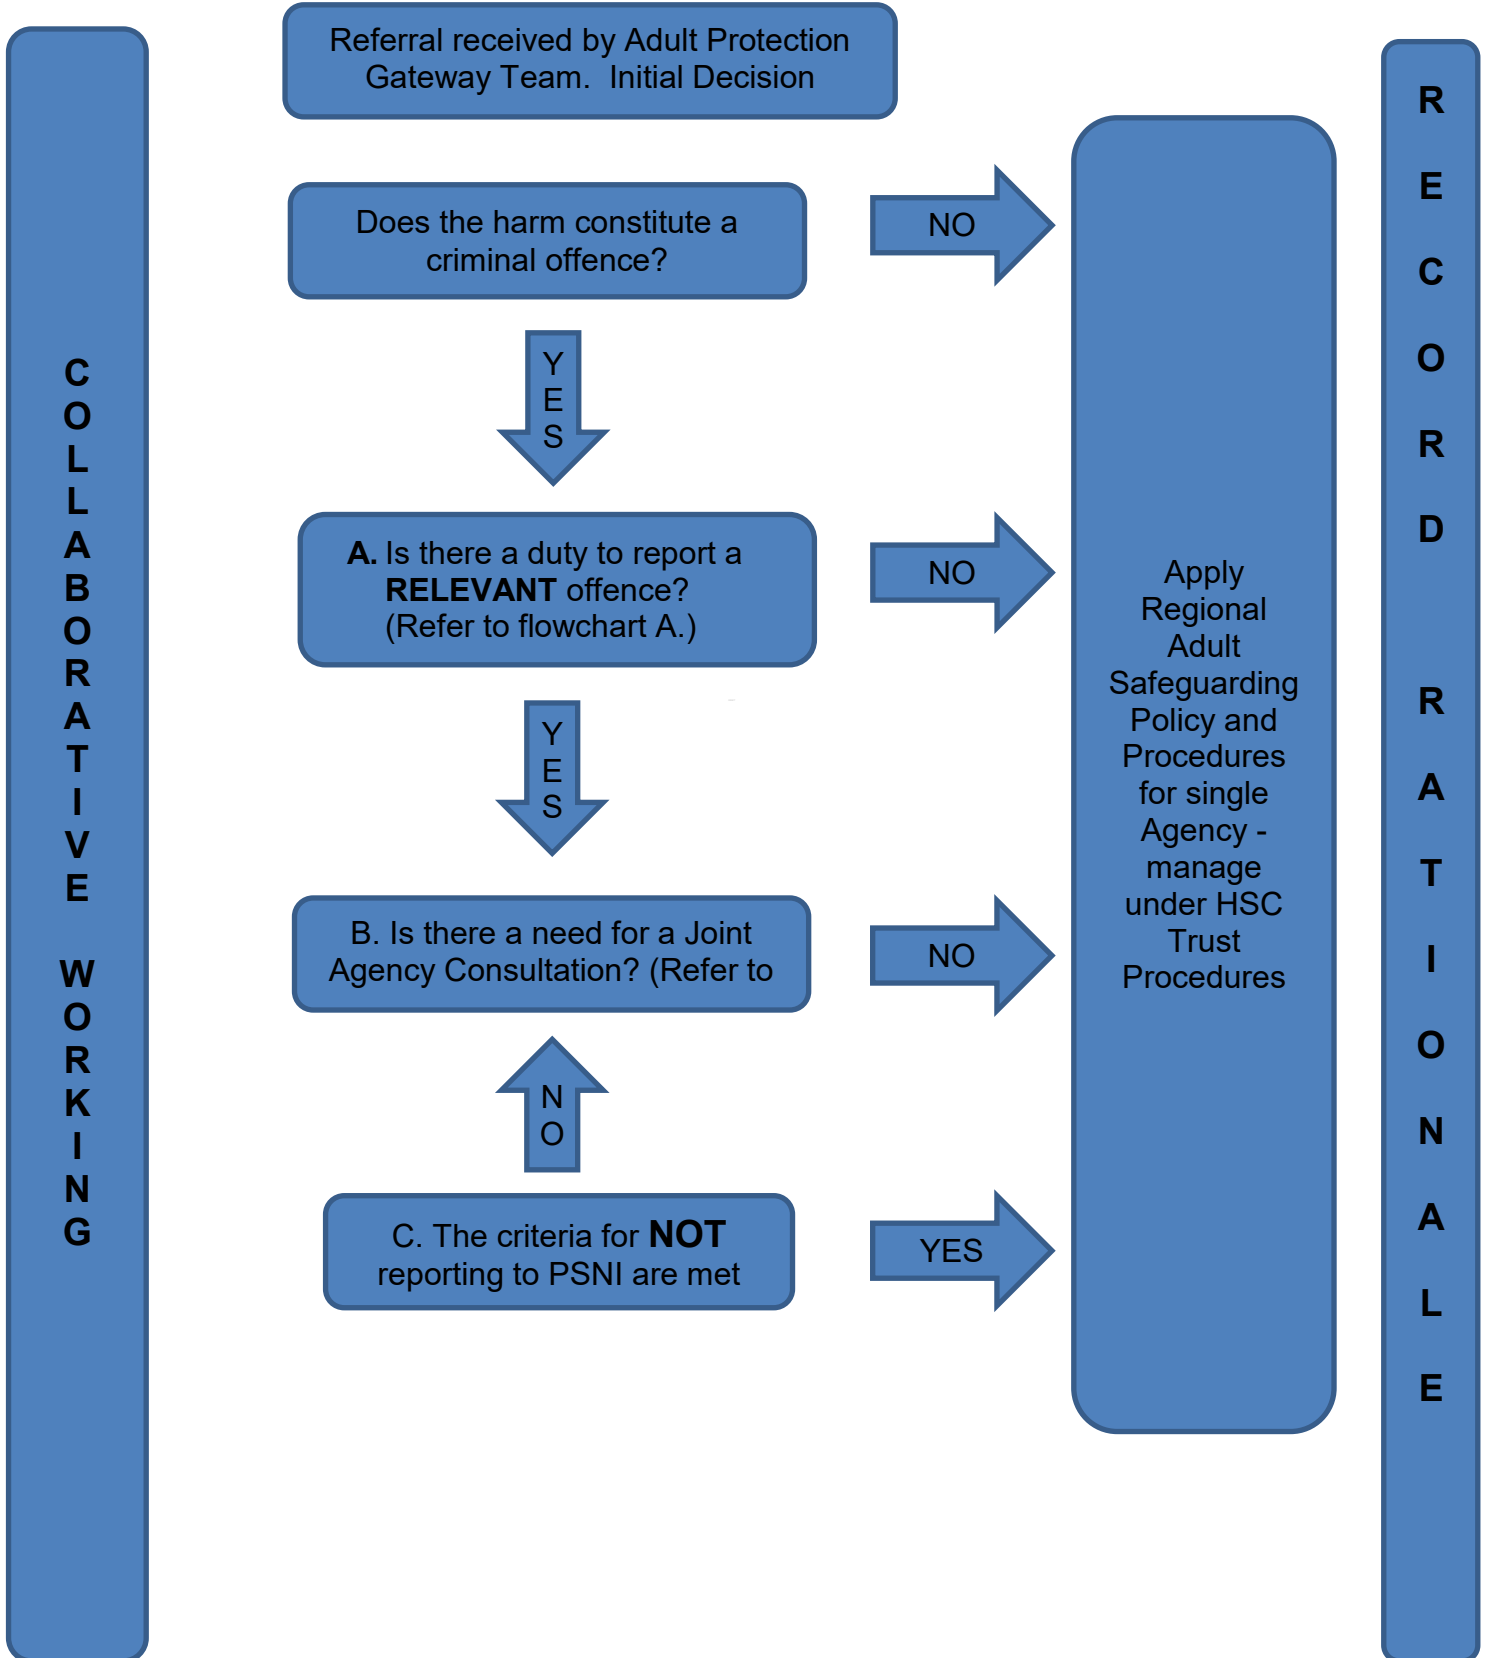 Referral received by Adult Protection
Gateway Team.  Initial Decision
Does the harm constitute a
criminal offence?
NO
YES
A. Is there a duty to report a
RELEVANT offence?
(Refer to flowchart A.)
NO
YES
B. Is there a need for a Joint
Agency Consultation? (Refer to
NO
NO
C. The criteria for NOT
reporting to PSNI are met
YES
Apply
Regional
Adult
Safeguarding
Policy and
Procedures
for single
Agency -
manage
under HSC
Trust
Procedures
COLLABORATIVE WORKING
RECORD RATIONALE